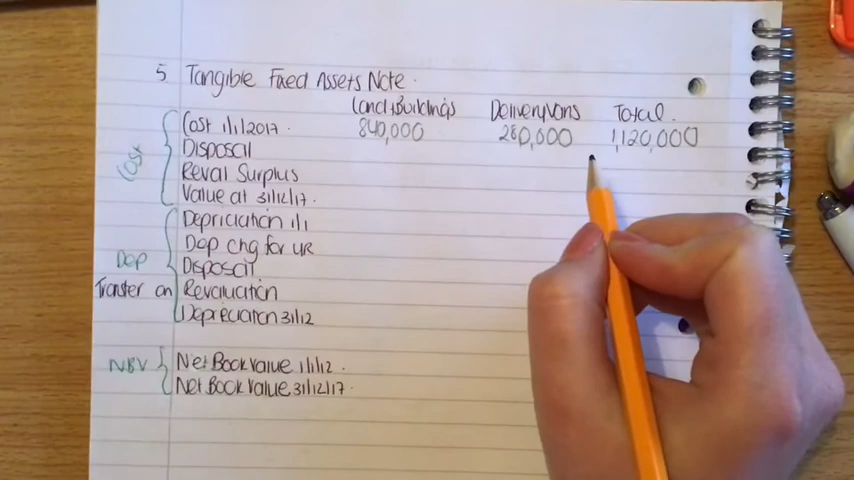 5 Tangible Fixed Assets Note.
Land+Buildings Delivery Vans Total.
Cost 1/1/2017. 840,000 280,000 1,120,000
Disposal
Reval Surplus
Value at 31/12/17.
Depriciation 1/1
Dep chg for UR
Disposal
Transfer on Revaluation
Depreciation 31/12
Net Book Value 1/1/12.
Net Book Value 31/12/17.
Cost
Dep
NBV